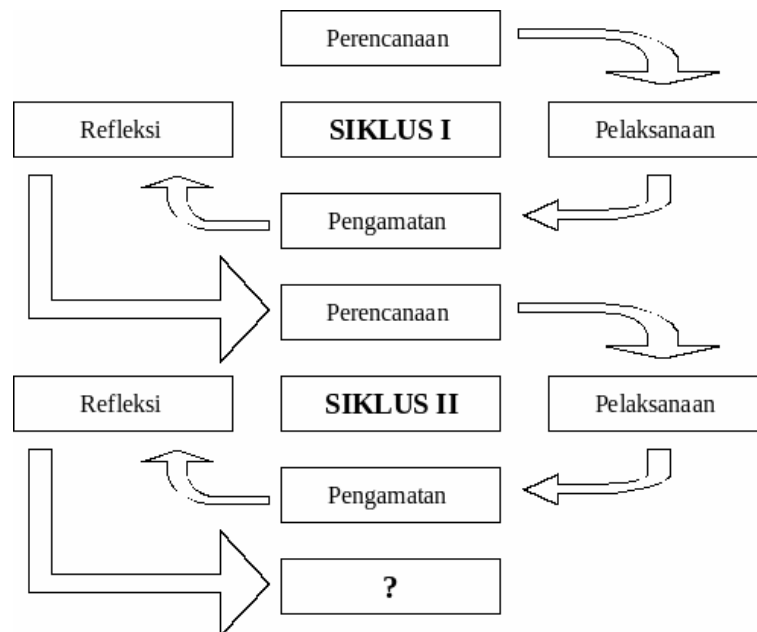 Perencanaan
Refleksi
SIKLUS I
Pelaksanaan
Pengamatan
Perencanaan
Refleksi
SIKLUS II
Pelaksanaan
Pengamatan
?